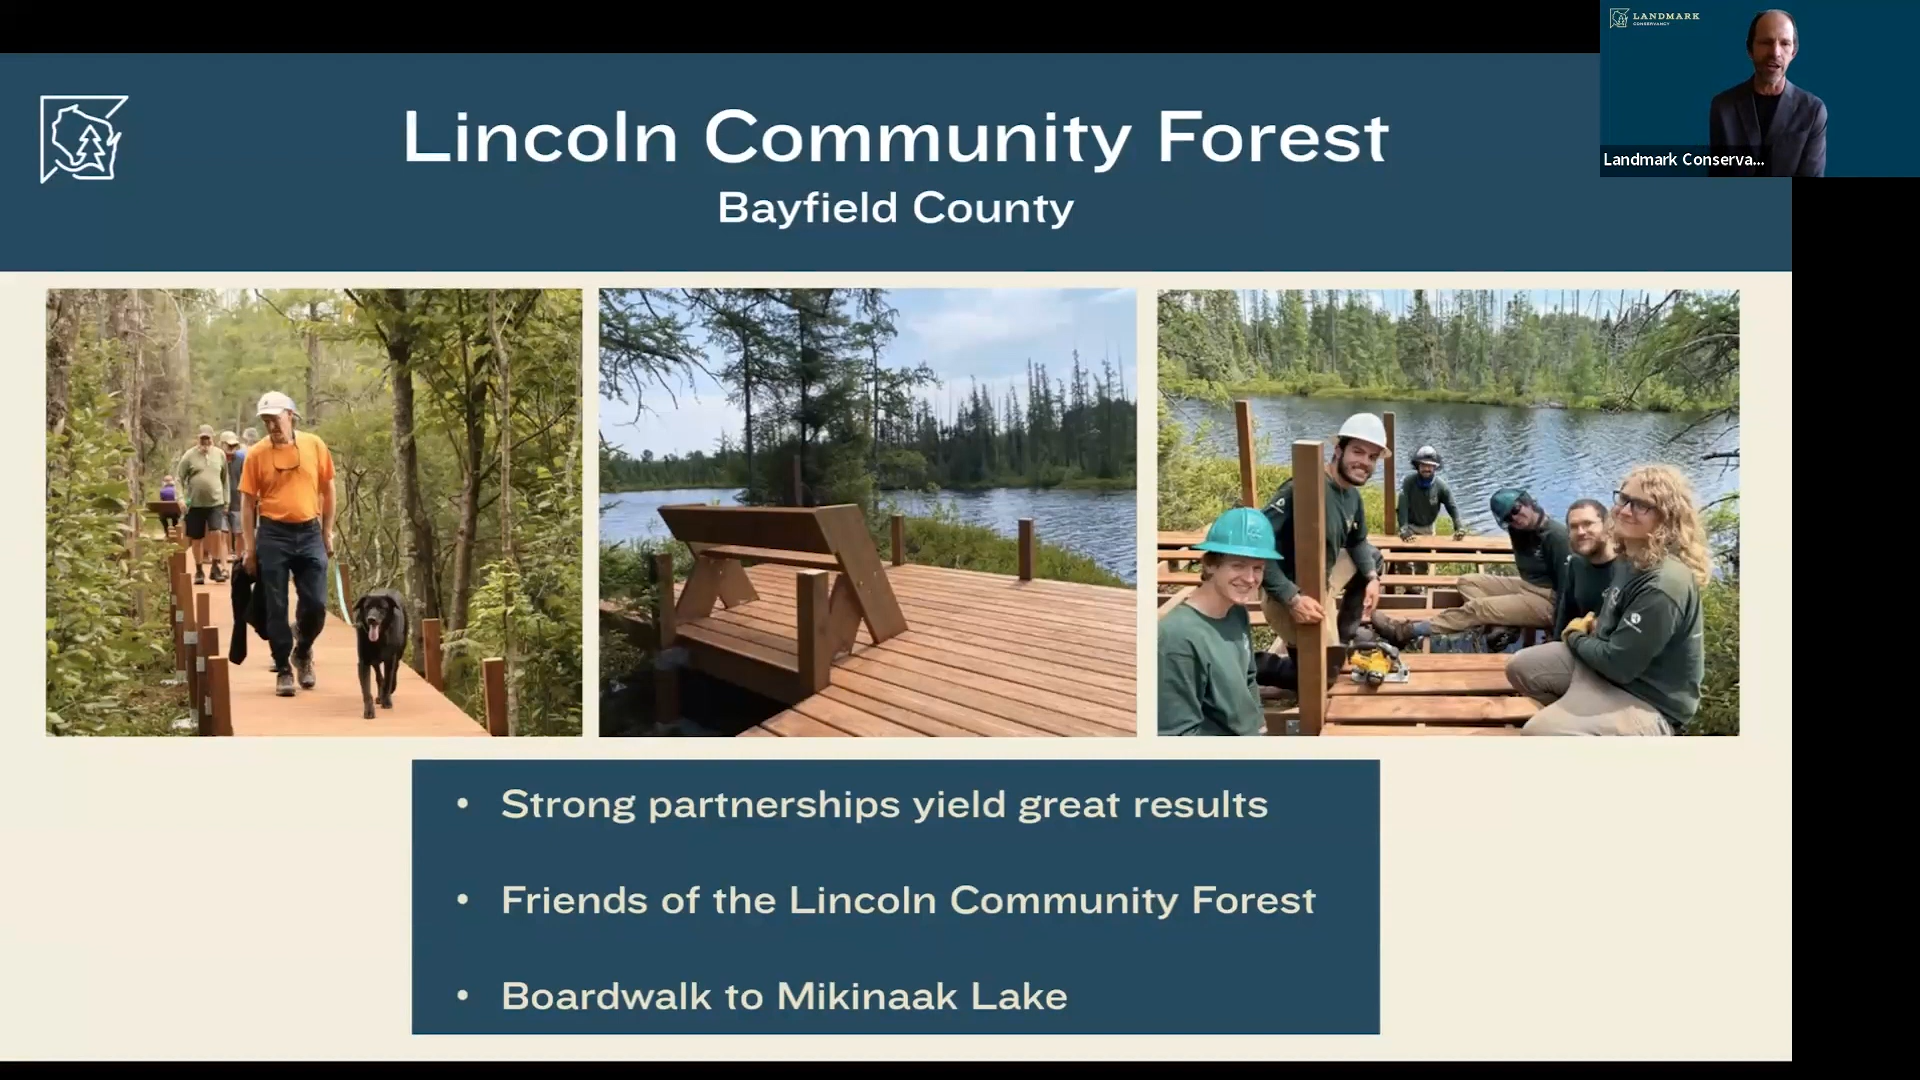 LANDMARK
CONSERVANCY
Landmark Conserva...
Lincoln Community Forest
Bayfield County
• Strong partnerships yield great results
• Friends of the Lincoln Community Forest
• Boardwalk to Mikinaak Lake